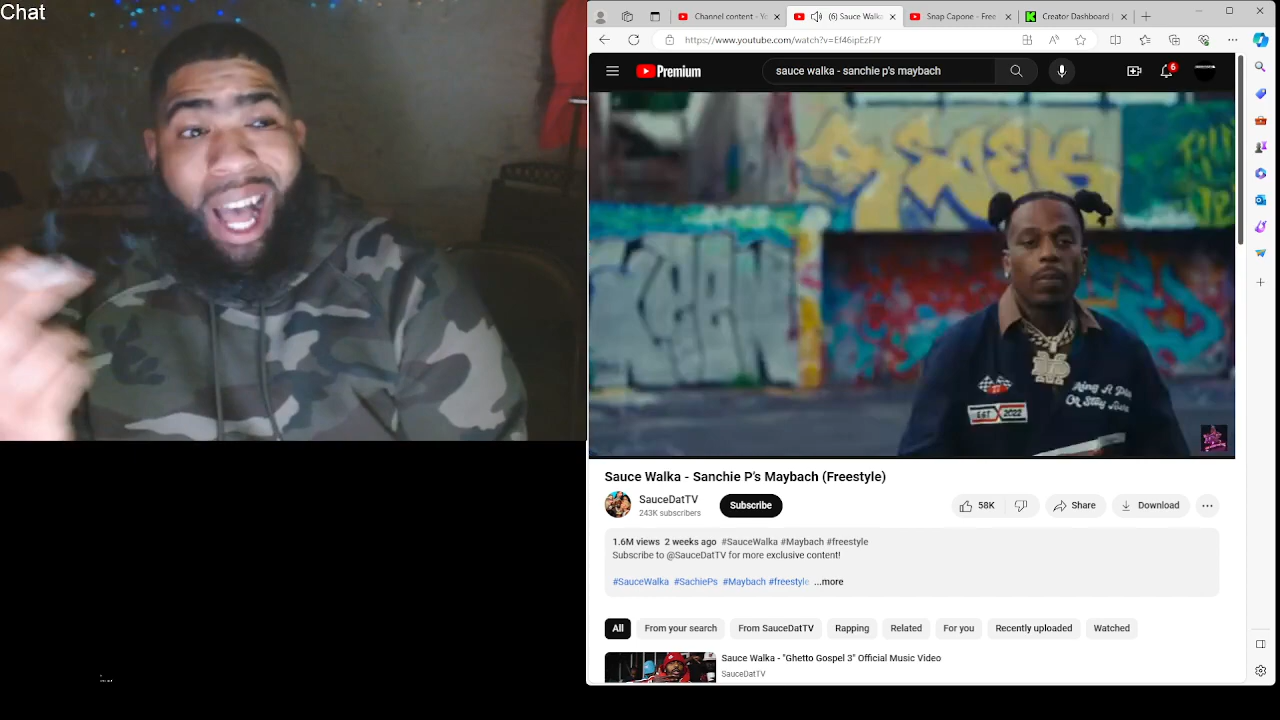 Chat
Channel content - Yo
(6) Sauce Walka
Snap Capone - Free
Creator Dashboard |
https://www.youtube.com/watch?v=Ef46ipEzFJY
Premium
sauce walka - sanchie p's maybach
6
EST 2022
Sauce Walka - Sanchie P's Maybach (Freestyle)
SauceDatTV
243K subscribers
Subscribe
58K
Share
Download
1.6M views 2 weeks ago #SauceWalka #Maybach #freestyle
Subscribe to @SauceDatTV for more exclusive content!
#SauceWalka #SachiePs #Maybach #freestyle ...more
All
From your search
From SauceDatTV
Rapping
Related
For you
Recently uploaded
Watched
Sauce Walka - "Ghetto Gospel 3" Official Music Video
SauceDatTV